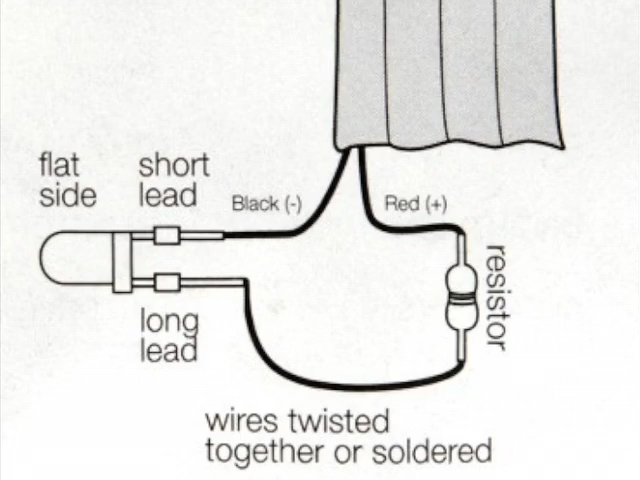 flat
side
short
lead
Black (-)
Red (+)
resistor
long
lead
wires twisted
together or soldered